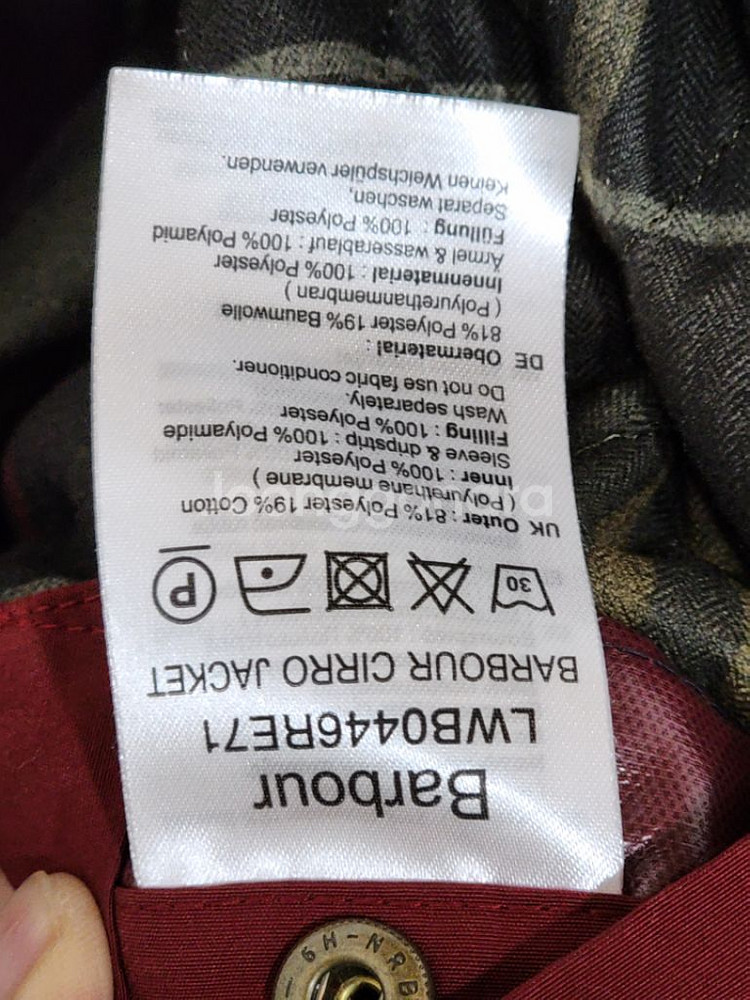 Barbour
LWB0446RE71
BARBOUR CIRRO JACKET
30
P
UK Outer : 81% Polyester 19% Cotton
( Polyurethane membrane )
Inner : 100% Polyester
Sleeve & dripstrip : 100% Polyamide
Filling : 100% Polyester
Wash separately.
Do not use fabric conditioner.
DE Obermaterial :
81% Polyester 19% Baumwolle
( Polyurethanmembran )
Innenmaterial : 100% Polyester
Ärmel & wasserablauf : 100% Polyamid
Füllung : 100% Polyester
Separat waschen,
Keinen Weichspüler verwenden.